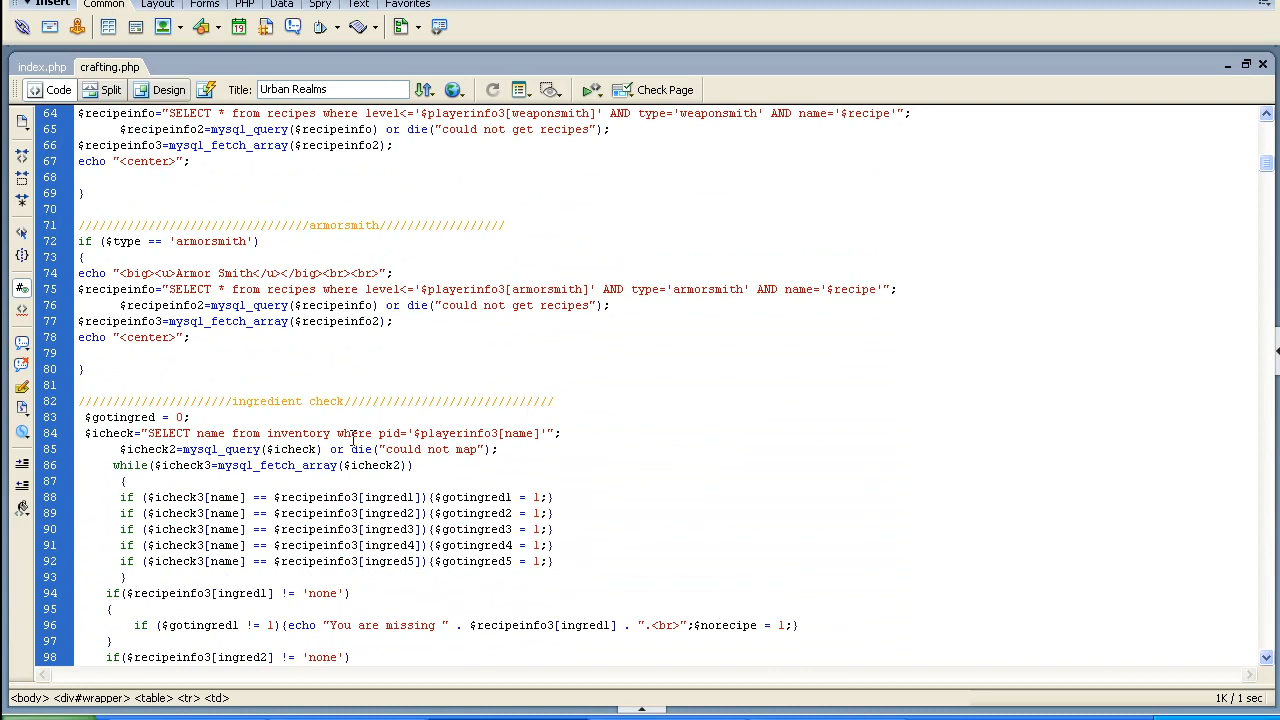 Insert Common Layout Forms PHP Data Spry Text Favorites
index.php crafting.php
Code Split Design Title: Urban Realms Check Page
64 $recipeinfo="SELECT * from recipes where level<='$playerinfo3[weaponsmith]' AND type='weaponsmith' AND name='$recipe'";
65 $recipeinfo2=mysql_query($recipeinfo) or die("could not get recipes");
66 $recipeinfo3=mysql_fetch_array($recipeinfo2);
67 echo "<center>";
68
69 }
70
71 /////////////////////////////////armorsmith//////////////////
72 if ($type == 'armorsmith')
73 {
74 echo "<big><u>Armor Smith</u></big><br><br>";
75 $recipeinfo="SELECT * from recipes where level<='$playerinfo3[armorsmith]' AND type='armorsmith' AND name='$recipe'";
76 $recipeinfo2=mysql_query($recipeinfo) or die("could not get recipes");
77 $recipeinfo3=mysql_fetch_array($recipeinfo2);
78 echo "<center>";
79
80 }
81
82 //////////////////////ingredient check//////////////////////////////
83 $gotingred = 0;
84 $icheck="SELECT name from inventory where pid='$playerinfo3[name]'";
85 $icheck2=mysql_query($icheck) or die("could not map");
86 while($icheck3=mysql_fetch_array($icheck2))
87 {
88 if ($icheck3[name] == $recipeinfo3[ingred1]){$gotingred1 = 1;}
89 if ($icheck3[name] == $recipeinfo3[ingred2]){$gotingred2 = 1;}
90 if ($icheck3[name] == $recipeinfo3[ingred3]){$gotingred3 = 1;}
91 if ($icheck3[name] == $recipeinfo3[ingred4]){$gotingred4 = 1;}
92 if ($icheck3[name] == $recipeinfo3[ingred5]){$gotingred5 = 1;}
93 }
94 if($recipeinfo3[ingred1] != 'none')
95 {
96 if ($gotingred1 != 1){echo "You are missing " . $recipeinfo3[ingred1] . ".<br>";$norecipe = 1;}
97 }
98 if($recipeinfo3[ingred2] != 'none')
<body> <div#wrapper> <table> <tr> <td> 1K / 1 sec